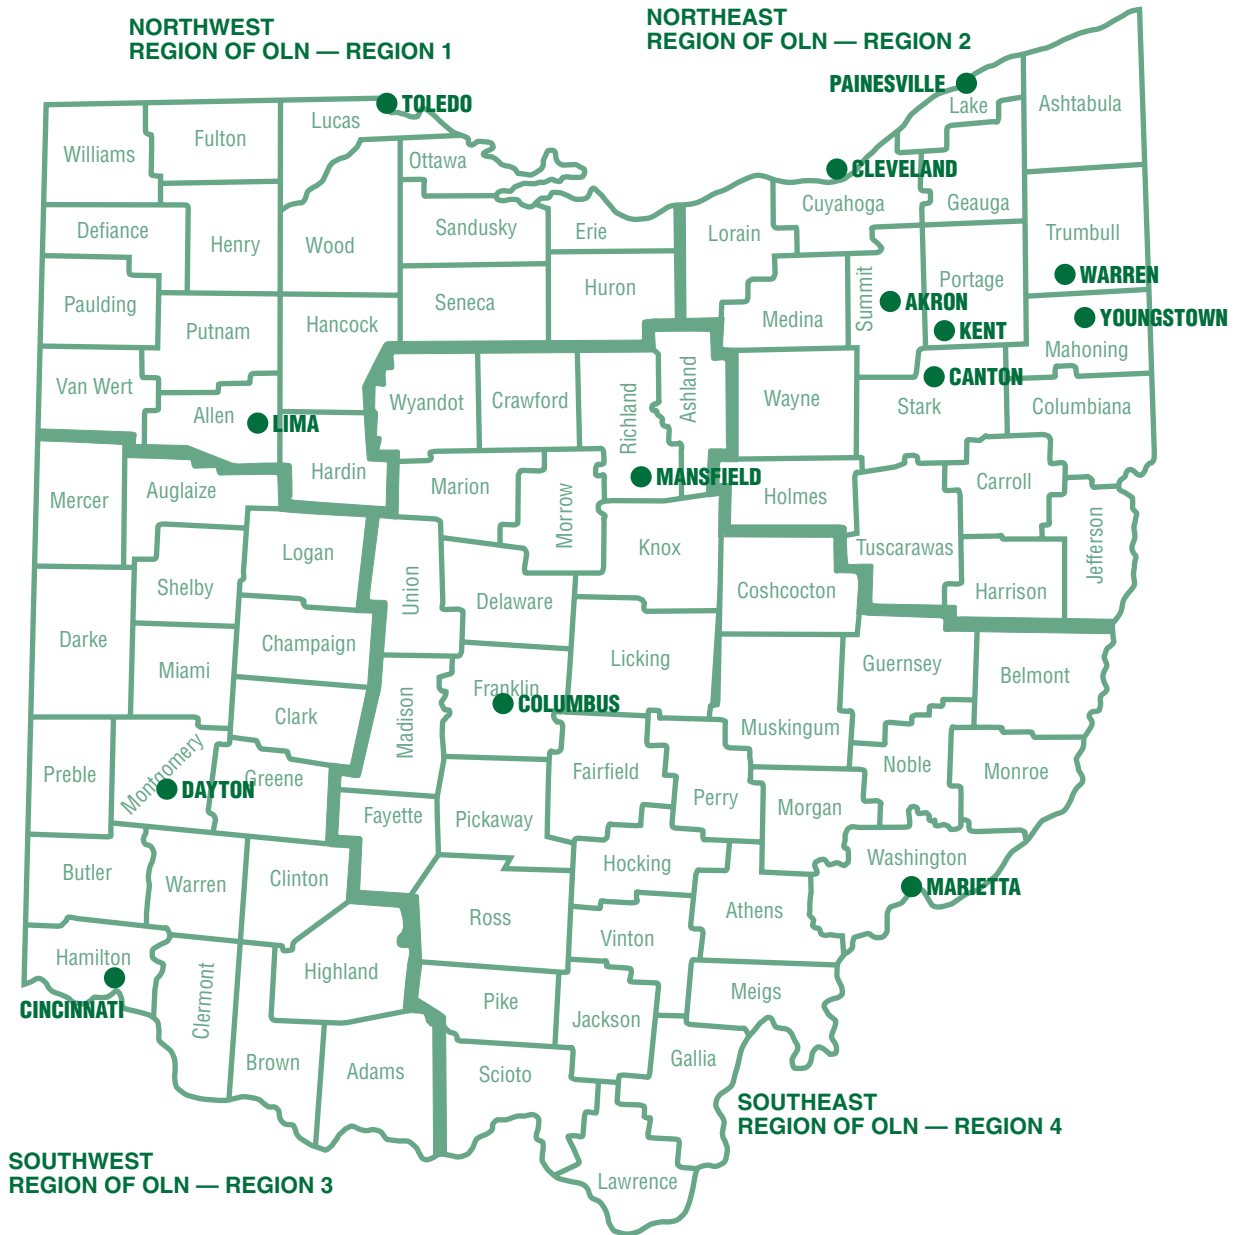 NORTHWEST
REGION OF OLN — REGION 1
NORTHEAST
REGION OF OLN — REGION 2
PAINESVILLE
Lake
Ashtabula
TOLEDO
Lucas
Fulton
Williams
Ottawa
CLEVELAND
Cuyahoga
Geauga
Defiance
Henry
Wood
Sandusky
Erie
Lorain
Trumbull
WARREN
Paulding
Putnam
Hancock
Seneca
Huron
Medina
Summit
AKRON
Portage
KENT
YOUNGSTOWN
Mahoning
Van Wert
Allen
LIMA
Wyandot
Crawford
Richland
Ashland
Wayne
CANTON
Stark
Columbiana
Mercer
Auglaize
Hardin
Marion
Morrow
MANSFIELD
Holmes
Carroll
Jefferson
Logan
Shelby
Union
Delaware
Knox
Coshcocton
Tuscarawas
Harrison
Darke
Miami
Champaign
Clark
Madison
Franklin
COLUMBUS
Licking
Muskingum
Guernsey
Belmont
Preble
Montgomery
DAYTON
Greene
Fayette
Pickaway
Fairfield
Perry
Morgan
Noble
Monroe
Butler
Warren
Clinton
Ross
Hocking
Athens
Washington
MARIETTA
Hamilton
CINCINNATI
Clermont
Highland
Vinton
Pike
Jackson
Meigs
Brown
Adams
Scioto
Gallia
Lawrence
SOUTHEAST
REGION OF OLN — REGION 4
SOUTHWEST
REGION OF OLN — REGION 3